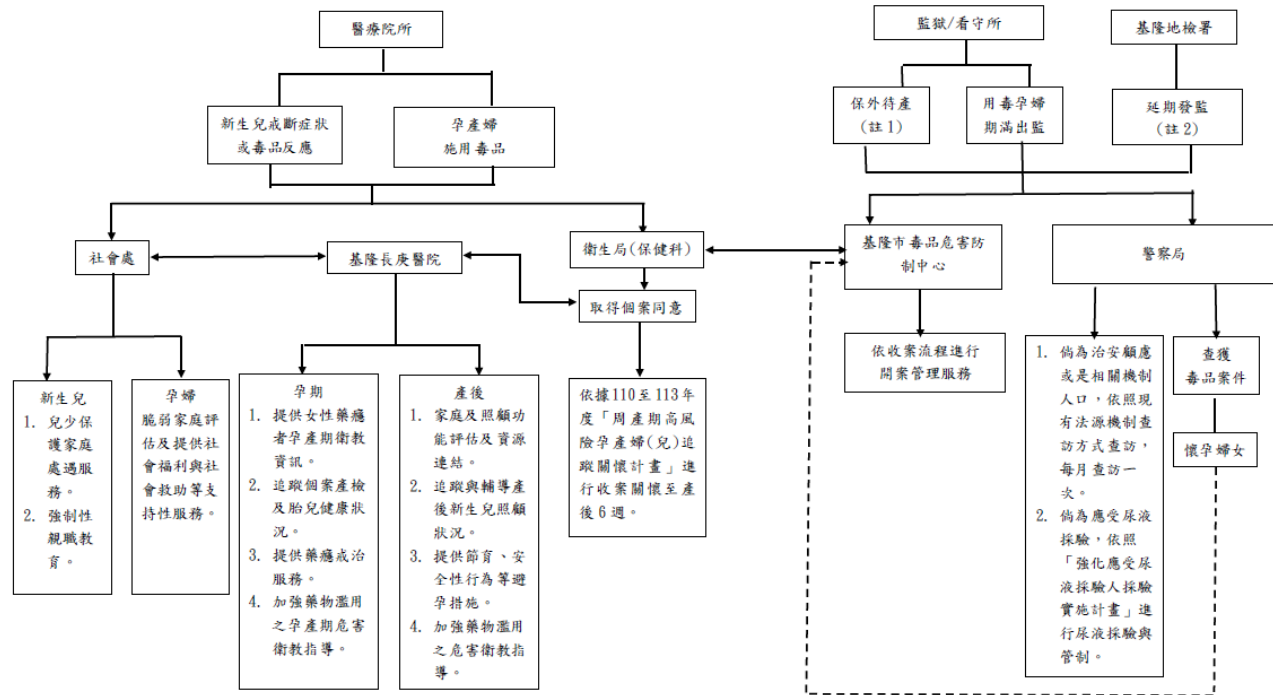 醫療院所
監獄/看守所
基隆地檢署
新生兒戒斷症狀
或毒品反應
孕產婦
施用毒品
保外待產
(註1)
用毒孕婦
期滿出監
延期發監
(註2)
社會處
基隆長庚醫院
衛生局(保健科)
基隆市毒品危害防
制中心
警察局
取得個案同意
新生兒
1. 兒少保
護家庭
處遇服
務。
2. 強制性
親職教
育。
孕婦
脆弱家庭評
估及提供社
會福利與社
會救助等支
持性服務。
孕期
1. 提供女性藥癮
者孕產期衛教
資訊。
2. 追蹤個案產檢
及胎兒健康狀
況。
3. 提供藥癮戒治
服務。
4. 加強藥物濫用
之孕產期危害
衛教指導。
產後
1. 家庭及照顧功
能評估及資源
連結。
2. 追蹤與輔導產
後新生兒照顧
狀況。
3. 提供節育、安
全性行為等避
孕措施。
4. 加強藥物濫用
之危害衛教指
導。
依據110至113年
度「周產期高風
險孕產婦(兒)追
蹤關懷計畫」進
行收案關懷至產
後6週。
依收案流程進行
開案管理服務
1. 倘為治安顧慮
或是相關機制
人口，依照現
有法源機制查
訪方式查訪，
每月查訪一
次。
2. 倘為應受尿液
採驗，依照
「強化應受尿
液採驗人採驗
實施計畫」進
行尿液採驗與
管制。
查獲
毒品案件
懷孕婦女